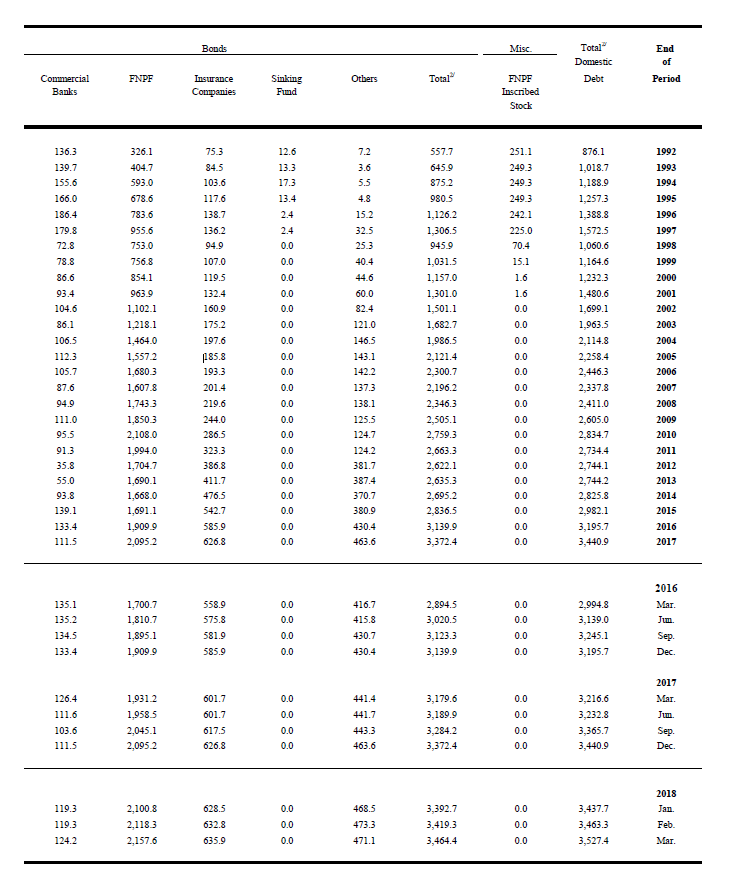 Bonds Misc. Total2/ End
Domestic of
Commercial FNPF Insurance Sinking Others Total2/ FNPF Debt Period
Banks Companies Fund Inscribed
Stock
136.3 326.1 75.3 12.6 7.2 557.7 251.1 876.1 1992
139.7 404.7 84.5 13.3 3.6 645.9 249.3 1,018.7 1993
155.6 593.0 103.6 17.3 5.5 875.2 249.3 1,188.9 1994
166.0 678.6 117.6 13.4 4.8 980.5 249.3 1,257.3 1995
186.4 783.6 138.7 2.4 15.2 1,126.2 242.1 1,388.8 1996
179.8 955.6 136.2 2.4 32.5 1,306.5 225.0 1,572.5 1997
72.8 753.0 94.9 0.0 25.3 945.9 70.4 1,060.6 1998
78.8 756.8 107.0 0.0 40.4 1,031.5 15.1 1,164.6 1999
86.6 854.1 119.5 0.0 44.6 1,157.0 1.6 1,232.3 2000
93.4 963.9 132.4 0.0 60.0 1,301.0 1.6 1,480.6 2001
104.6 1,102.1 160.9 0.0 82.4 1,501.1 0.0 1,699.1 2002
86.1 1,218.1 175.2 0.0 121.0 1,682.7 0.0 1,963.5 2003
106.5 1,464.0 197.6 0.0 146.5 1,986.5 0.0 2,114.8 2004
112.3 1,557.2 185.8 0.0 143.1 2,121.4 0.0 2,258.4 2005
105.7 1,680.3 193.3 0.0 142.2 2,300.7 0.0 2,446.3 2006
87.6 1,607.8 201.4 0.0 137.3 2,196.2 0.0 2,337.8 2007
94.9 1,743.3 219.6 0.0 138.1 2,346.3 0.0 2,411.0 2008
111.0 1,850.3 244.0 0.0 125.5 2,505.1 0.0 2,605.0 2009
95.5 2,108.0 286.5 0.0 124.7 2,759.3 0.0 2,834.7 2010
91.3 1,994.0 323.3 0.0 124.2 2,663.3 0.0 2,734.4 2011
35.8 1,704.7 386.8 0.0 381.7 2,622.1 0.0 2,744.1 2012
55.0 1,690.1 411.7 0.0 387.4 2,635.3 0.0 2,744.2 2013
93.8 1,668.0 476.5 0.0 370.7 2,695.2 0.0 2,825.8 2014
139.1 1,691.1 542.7 0.0 380.9 2,836.5 0.0 2,982.1 2015
133.4 1,909.9 585.9 0.0 430.4 3,139.9 0.0 3,195.7 2016
111.5 2,095.2 626.8 0.0 463.6 3,372.4 0.0 3,440.9 2017
2016
135.1 1,700.7 558.9 0.0 416.7 2,894.5 0.0 2,994.8 Mar.
135.2 1,810.7 575.8 0.0 415.8 3,020.5 0.0 3,139.0 Jun.
134.5 1,895.1 581.9 0.0 430.7 3,123.3 0.0 3,245.1 Sep.
133.4 1,909.9 585.9 0.0 430.4 3,139.9 0.0 3,195.7 Dec.
2017
126.4 1,931.2 601.7 0.0 441.4 3,179.6 0.0 3,216.6 Mar.
111.6 1,958.5 601.7 0.0 441.7 3,189.9 0.0 3,232.8 Jun.
103.6 2,045.1 617.5 0.0 443.3 3,284.2 0.0 3,365.7 Sep.
111.5 2,095.2 626.8 0.0 463.6 3,372.4 0.0 3,440.9 Dec.
2018
119.3 2,100.8 628.5 0.0 468.5 3,392.7 0.0 3,437.7 Jan.
119.3 2,118.3 632.8 0.0 473.3 3,419.3 0.0 3,463.3 Feb.
124.2 2,157.6 635.9 0.0 471.1 3,464.4 0.0 3,527.4 Mar.